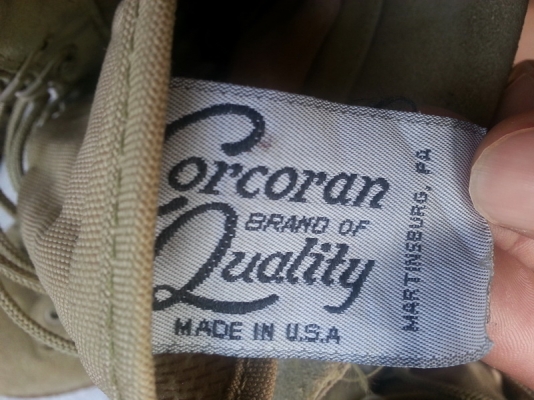 Corcoran
BRAND OF
Quality
MADE IN U.S.A
MARTINSBURG, PA